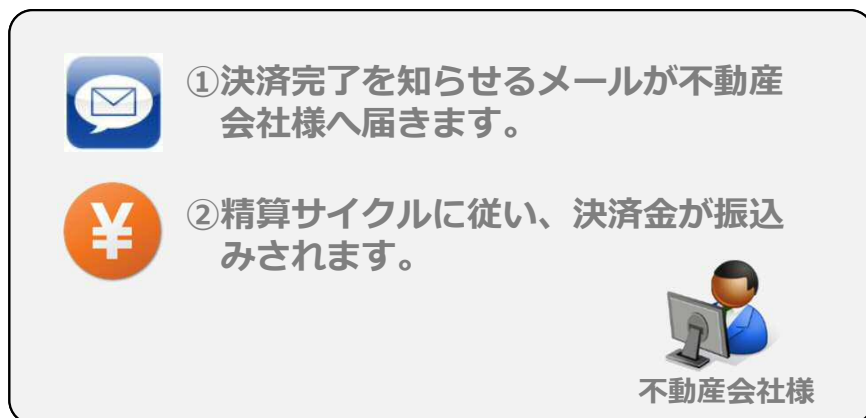 ①決済完了を知らせるメールが不動産
会社様へ届きます。
¥
②精算サイクルに従い、決済金が振込
みされます。
不動産会社様